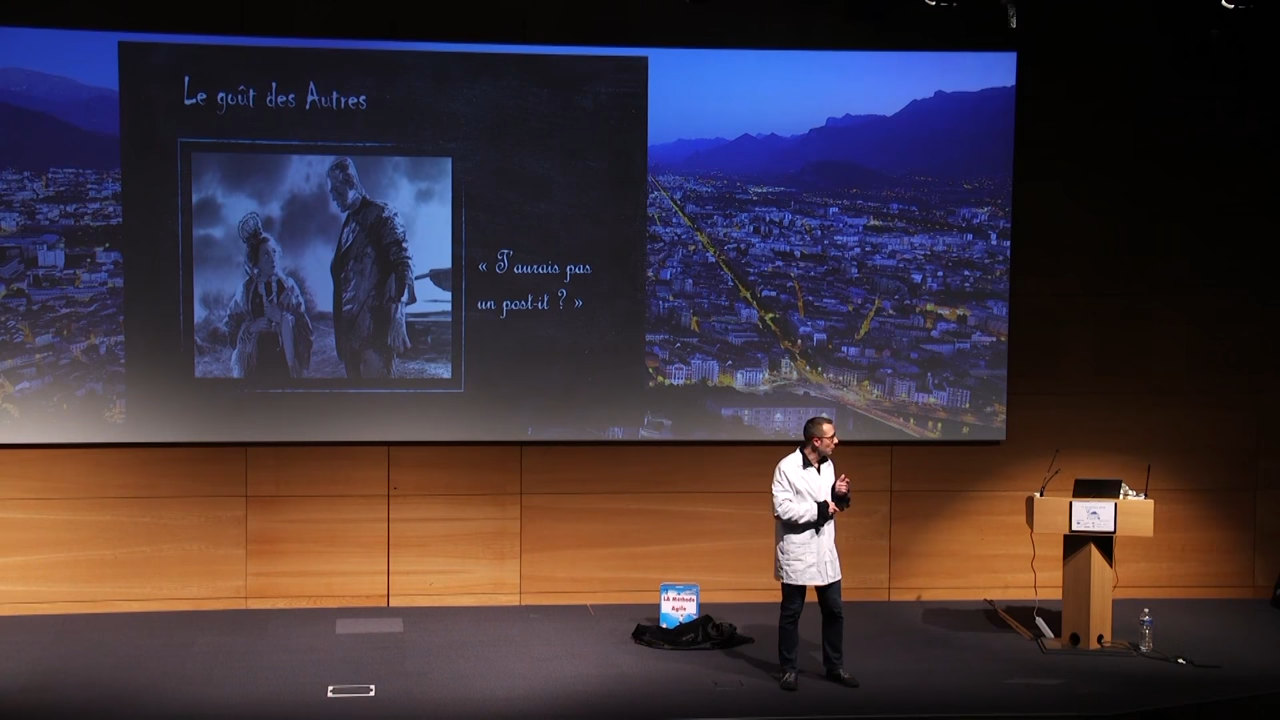 Le goût des Autres
« J'aurais pas
un post-it ? »
LA Méthode
Agile